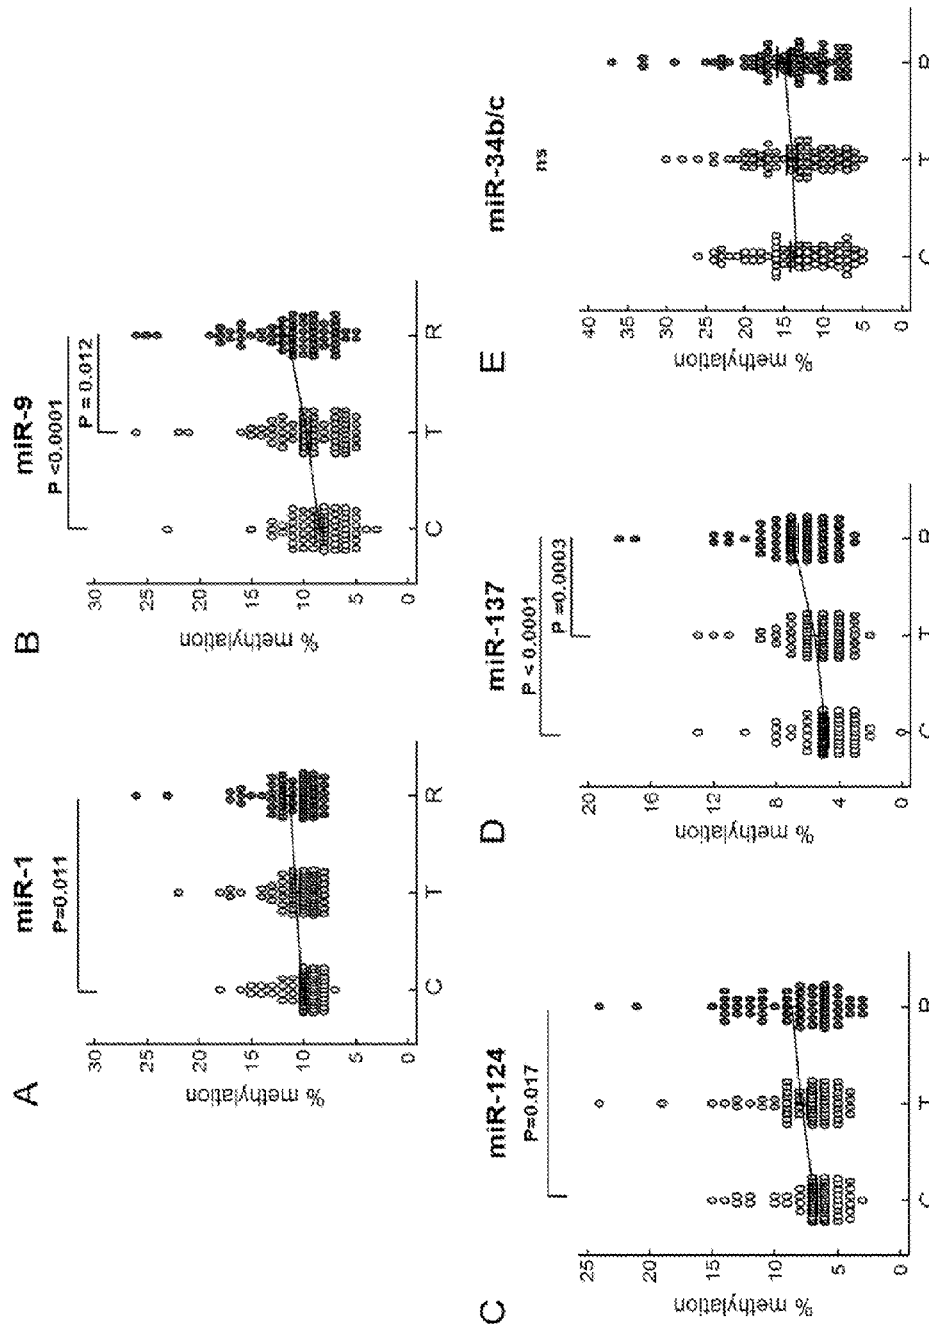 A
miR-1
P=0.011
% methylation
30
25
20
15
10
5
0
C
T
R
B
miR-9
P <0.0001
P = 0.012
% methylation
30
25
20
15
10
5
0
C
T
R
C
miR-124
P=0.017
% methylation
25
20
15
10
5
0
C
T
R
D
miR-137
P < 0.0001
P =0.0003
% methylation
20
16
12
8
4
0
C
T
R
E
miR-34b/c
ns
% methylation
40
35
30
25
20
15
10
5
0
C
T
R